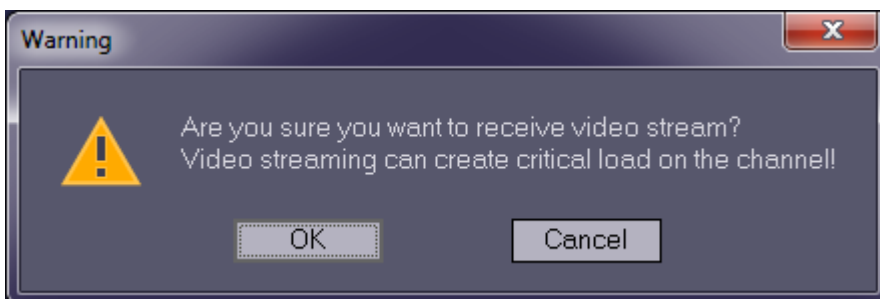 Warning
Are you sure you want to receive video stream?
Video streaming can create critical load on the channel!
OK
Cancel